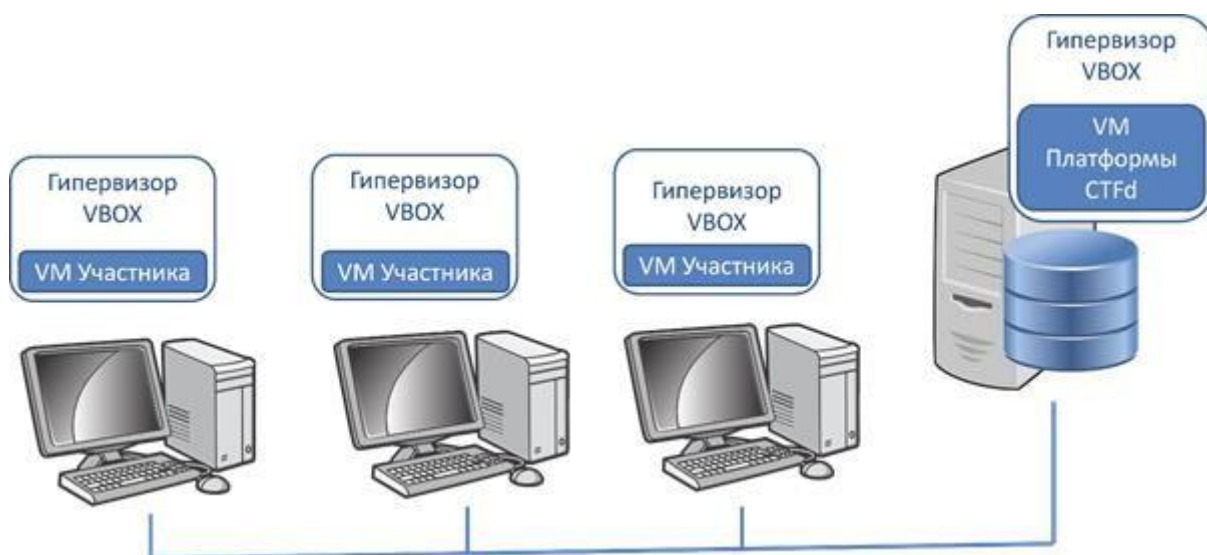 Гипервизор
VBOX
VM Участника
Гипервизор
VBOX
VM Участника
Гипервизор
VBOX
VM Участника
Гипервизор
VBOX
VM
Платформы
CTFd